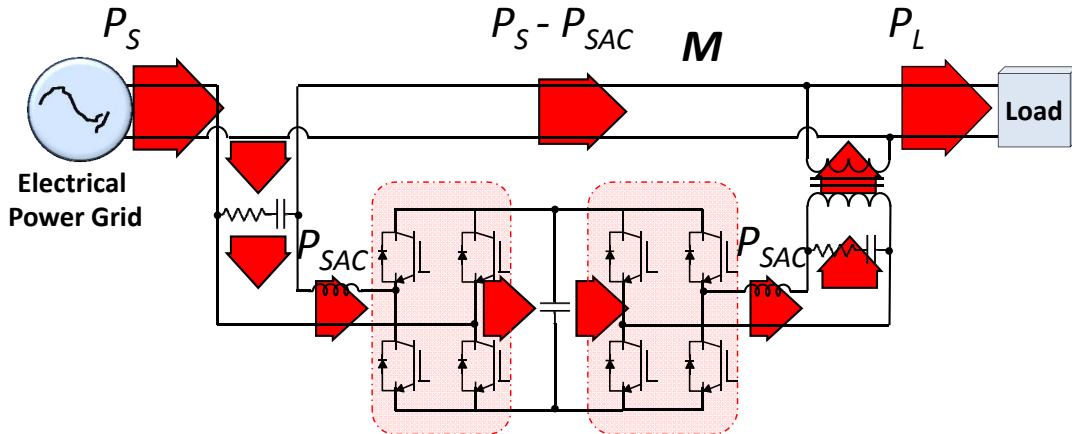 P_S
P_S - P_SAC
M
P_L
Load
Electrical
Power Grid
P_SAC
P_SAC